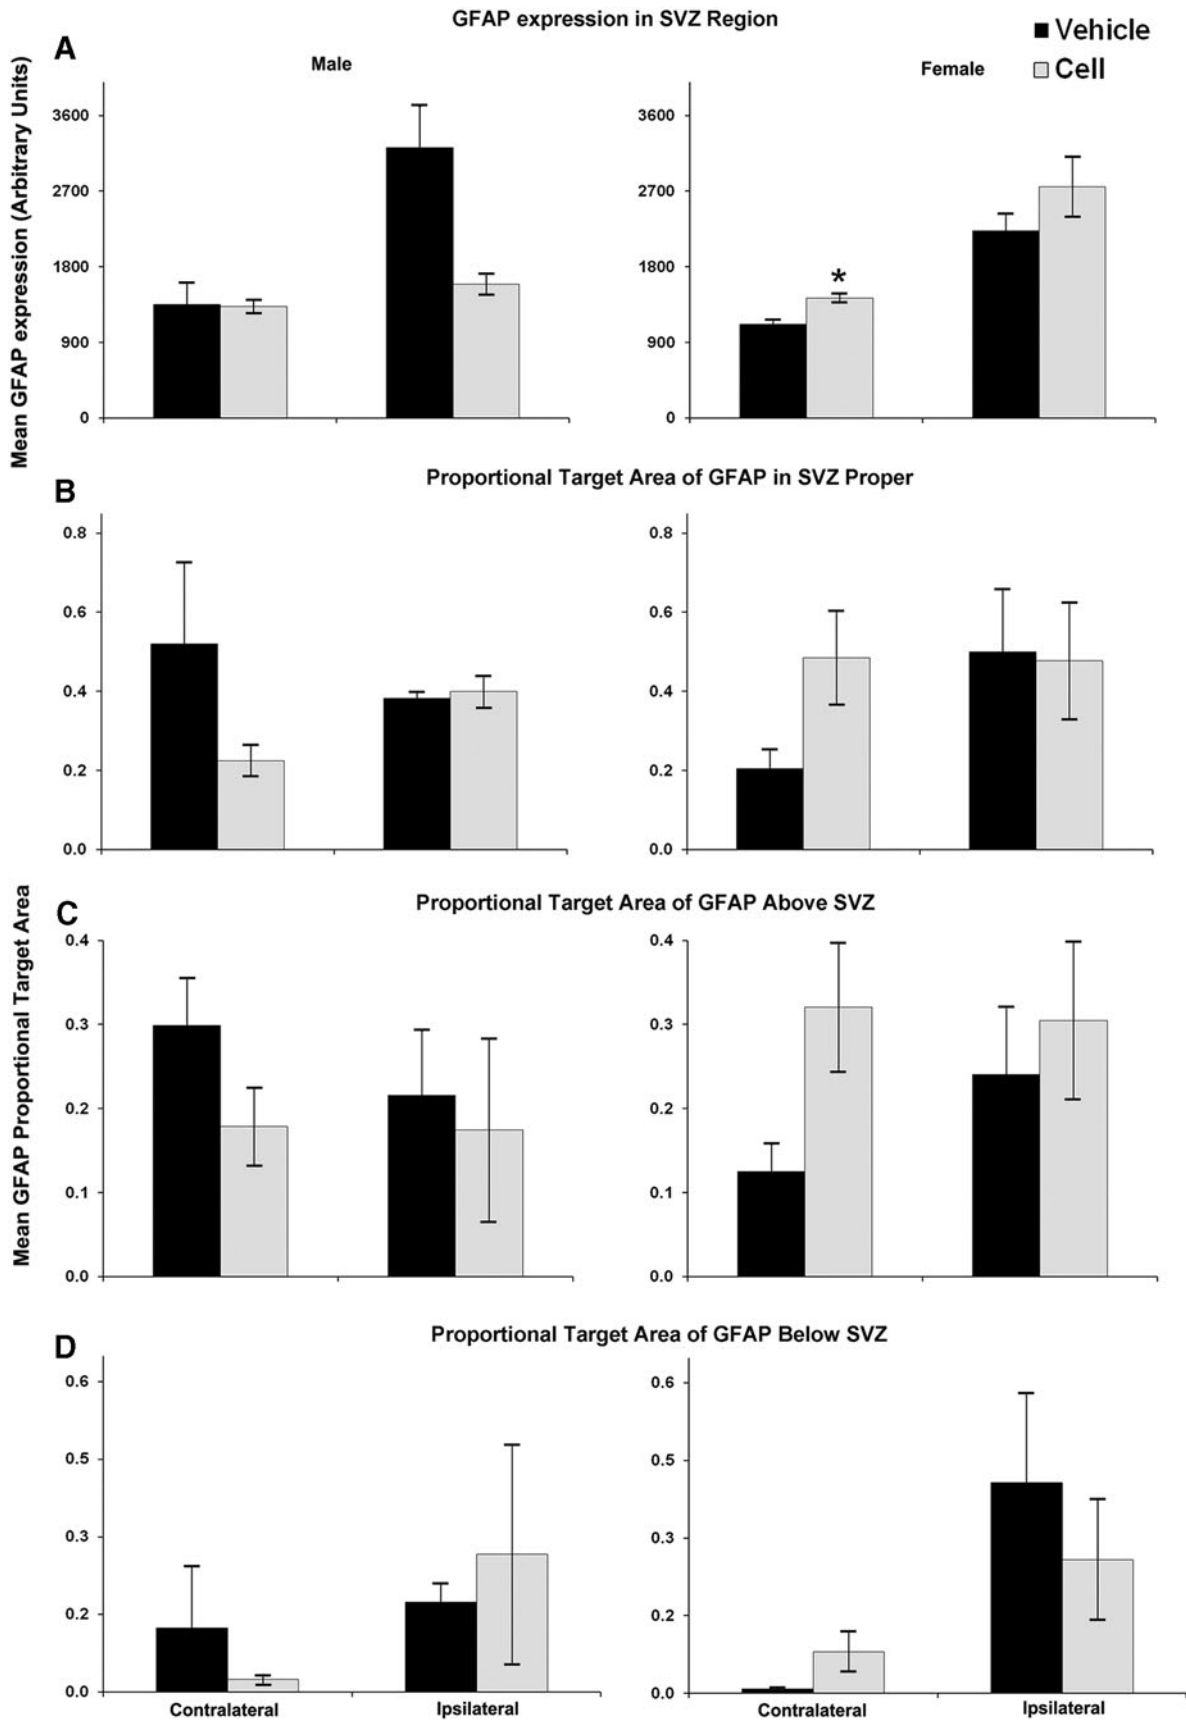 GFAP expression in SVZ Region
Vehicle
Cell
A
Male
Female
Mean GFAP expression (Arbitrary Units)
3600
2700
1800
900
0
3600
2700
1800
900
0
*
B
Proportional Target Area of GFAP in SVZ Proper
0.8
0.6
0.4
0.2
0.0
0.8
0.6
0.4
0.2
0.0
Mean GFAP Proportional Target Area
C
Proportional Target Area of GFAP Above SVZ
0.4
0.3
0.2
0.1
0.0
0.4
0.3
0.2
0.1
0.0
D
Proportional Target Area of GFAP Below SVZ
0.6
0.5
0.3
0.2
0.0
0.6
0.5
0.3
0.2
0.0
Contralateral
Ipsilateral
Contralateral
Ipsilateral